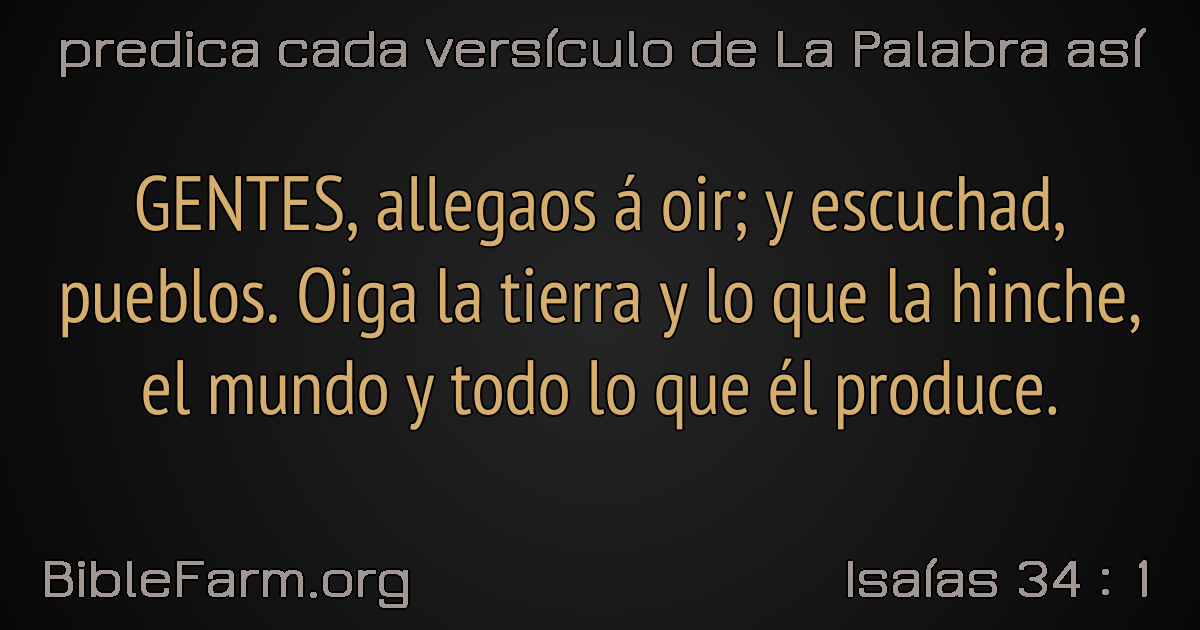 predica cada versículo de La Palabra así
GENTES, allegaos á oir; y escuchad,
pueblos. Oiga la tierra y lo que la hinche,
el mundo y todo lo que él produce.
BibleFarm.org
Isaías 34 : 1